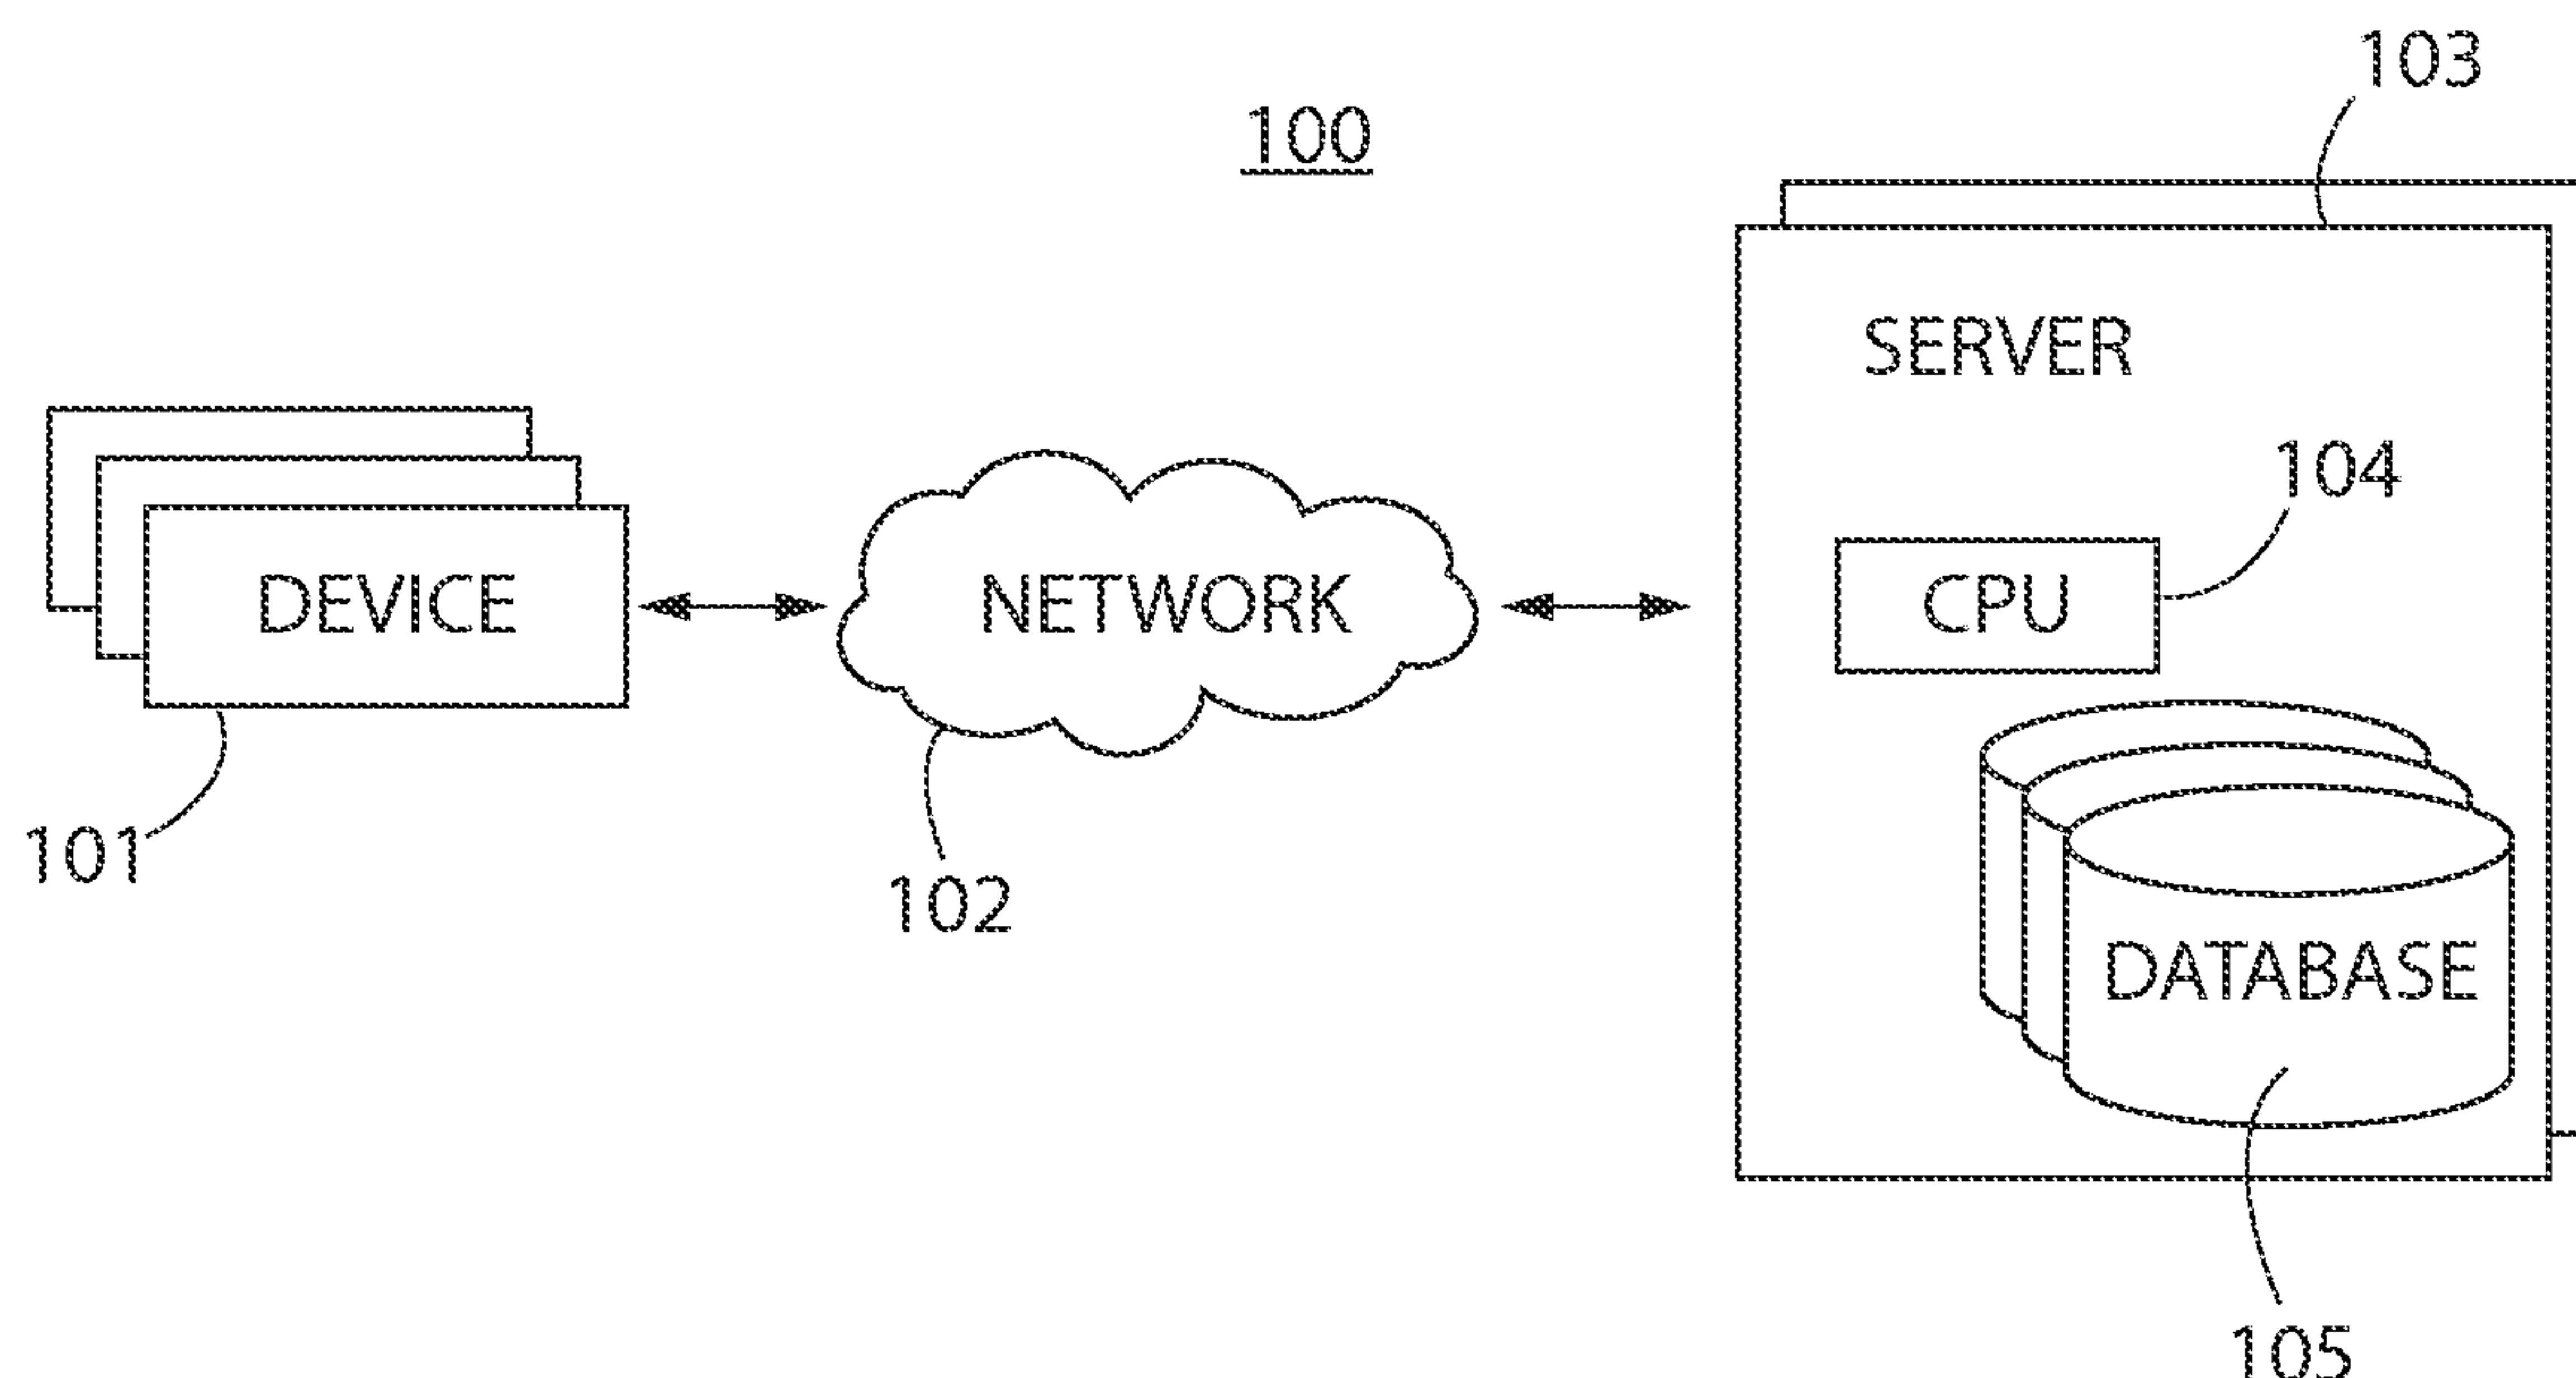 103
100
SERVER
104
DEVICE
NETWORK
CPU
101
102
DATABASE
105